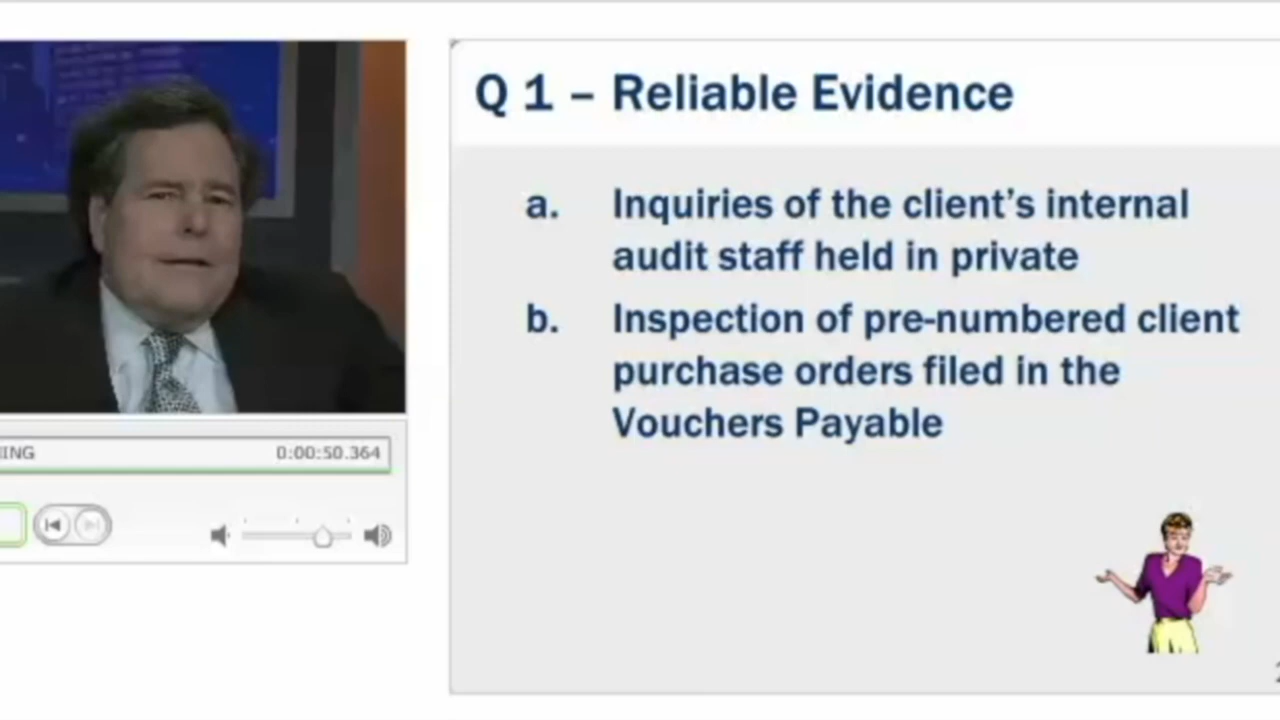 Q 1 – Reliable Evidence
a. Inquiries of the client's internal
audit staff held in private
b. Inspection of pre-numbered client
purchase orders filed in the
Vouchers Payable
ING 0:00:50.364
2